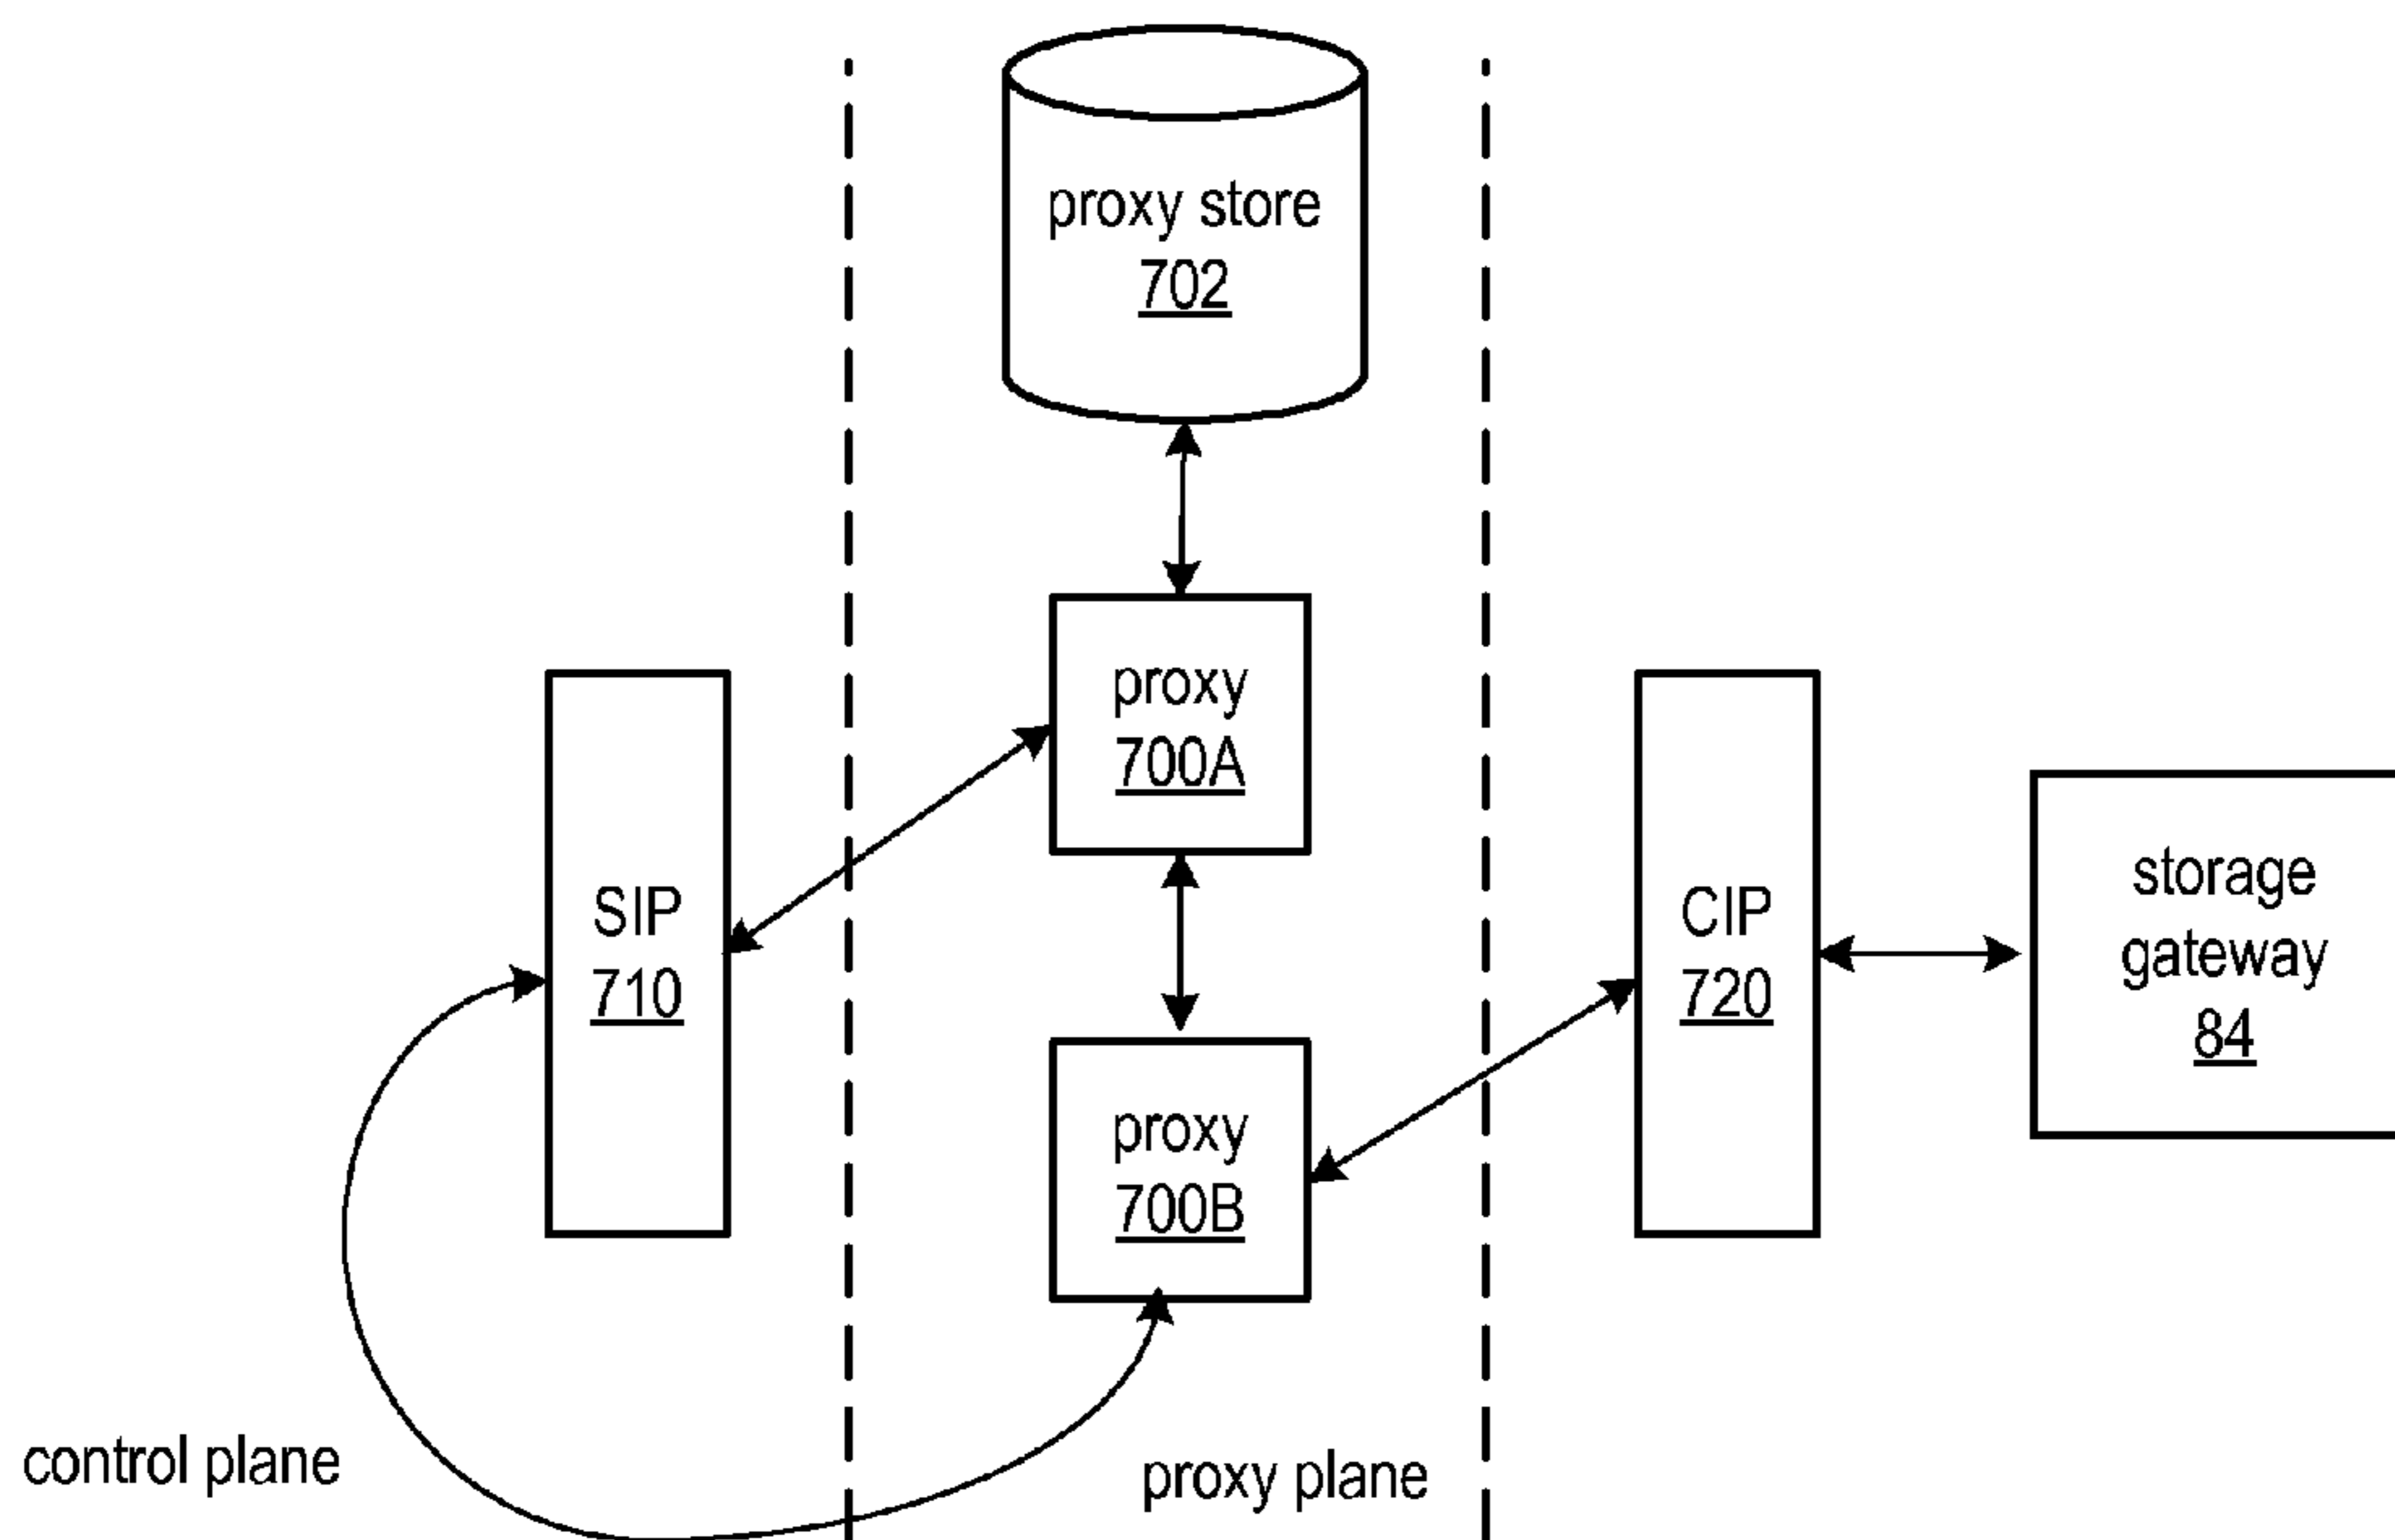 proxy store
702
proxy
700A
SIP
710
CIP
720
storage
gateway
84
proxy
700B
control plane
proxy plane